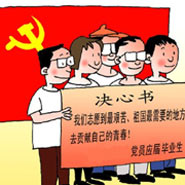 决心书
我们志愿到最艰苦、祖国最需要的地方
去贡献自己的青春！
党员应届毕业生